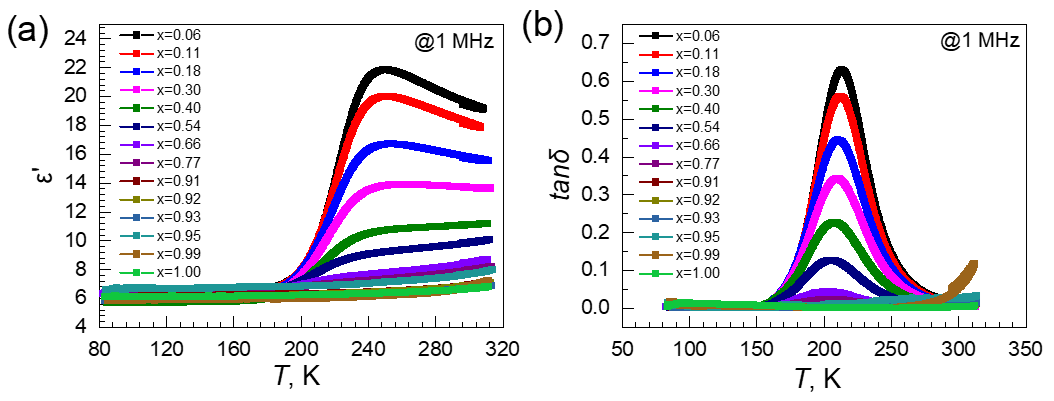 (a)
@1 MHz
24
22
20
18
16
14
12
10
8
6
4
ε'
x=0.06
x=0.11
x=0.18
x=0.30
x=0.40
x=0.54
x=0.66
x=0.77
x=0.91
x=0.92
x=0.93
x=0.95
x=0.99
x=1.00
80 120 160 200 240 280 320
T, K
(b)
@1 MHz
0.7
0.6
0.5
0.4
0.3
0.2
0.1
0.0
tanδ
x=0.06
x=0.11
x=0.18
x=0.30
x=0.40
x=0.54
x=0.66
x=0.77
x=0.91
x=0.92
x=0.93
x=0.95
x=0.99
x=1.00
50 100 150 200 250 300 350
T, K